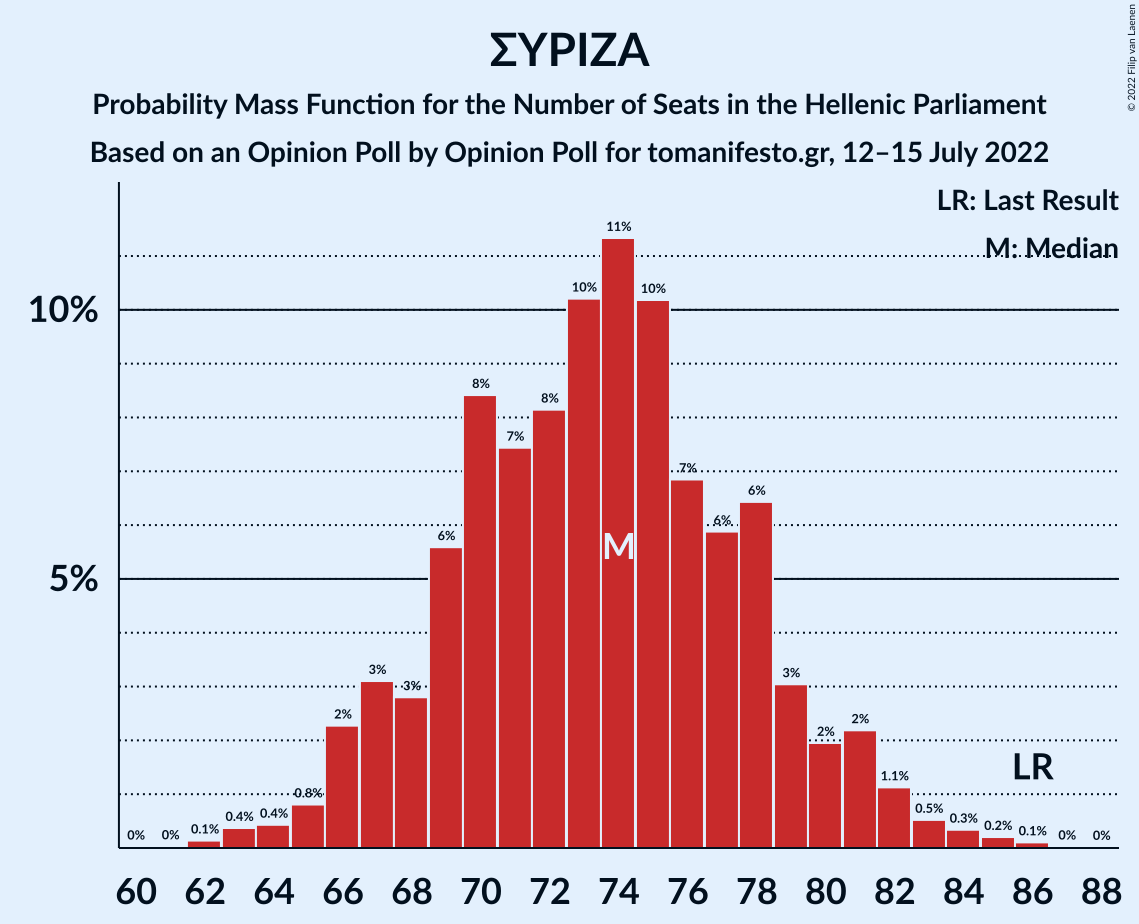 ΣΥΡΙΖΑ
Probability Mass Function for the Number of Seats in the Hellenic Parliament
Based on an Opinion Poll by Opinion Poll for tomanifesto.gr, 12–15 July 2022
© 2022 Filip van Laenen
LR: Last Result
M: Median
10%
5%
0% 0% 0.1% 0.4% 0.4% 0.8% 2% 3% 3% 6% 8% 7% 8% 10% 11% 10% 7% 6% 6% 3% 2% 2% 1.1% 0.5% 0.3% 0.2% 0.1% 0% 0%
M
LR
60 62 64 66 68 70 72 74 76 78 80 82 84 86 88